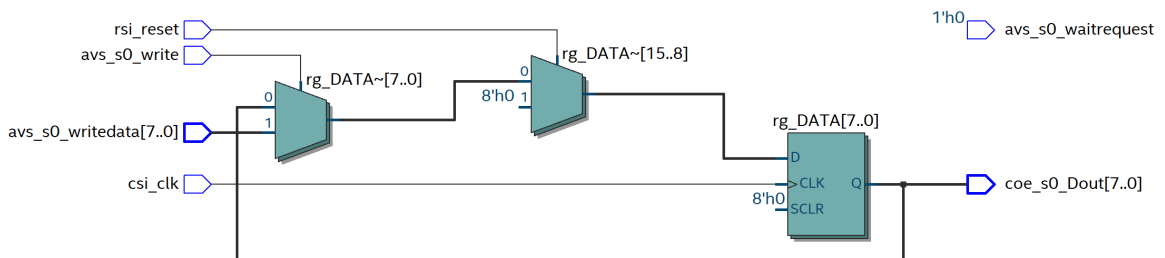 1'h0
rsi_reset
avs_s0_waitrequest
avs_s0_write
rg_DATA~[15..8]
rg_DATA~[7..0]
0
1
8'h0
0
1
avs_s0_writedata[7..0]
rg_DATA[7..0]
D
csi_clk
CLK
Q
coe_s0_Dout[7..0]
8'h0
SCLR